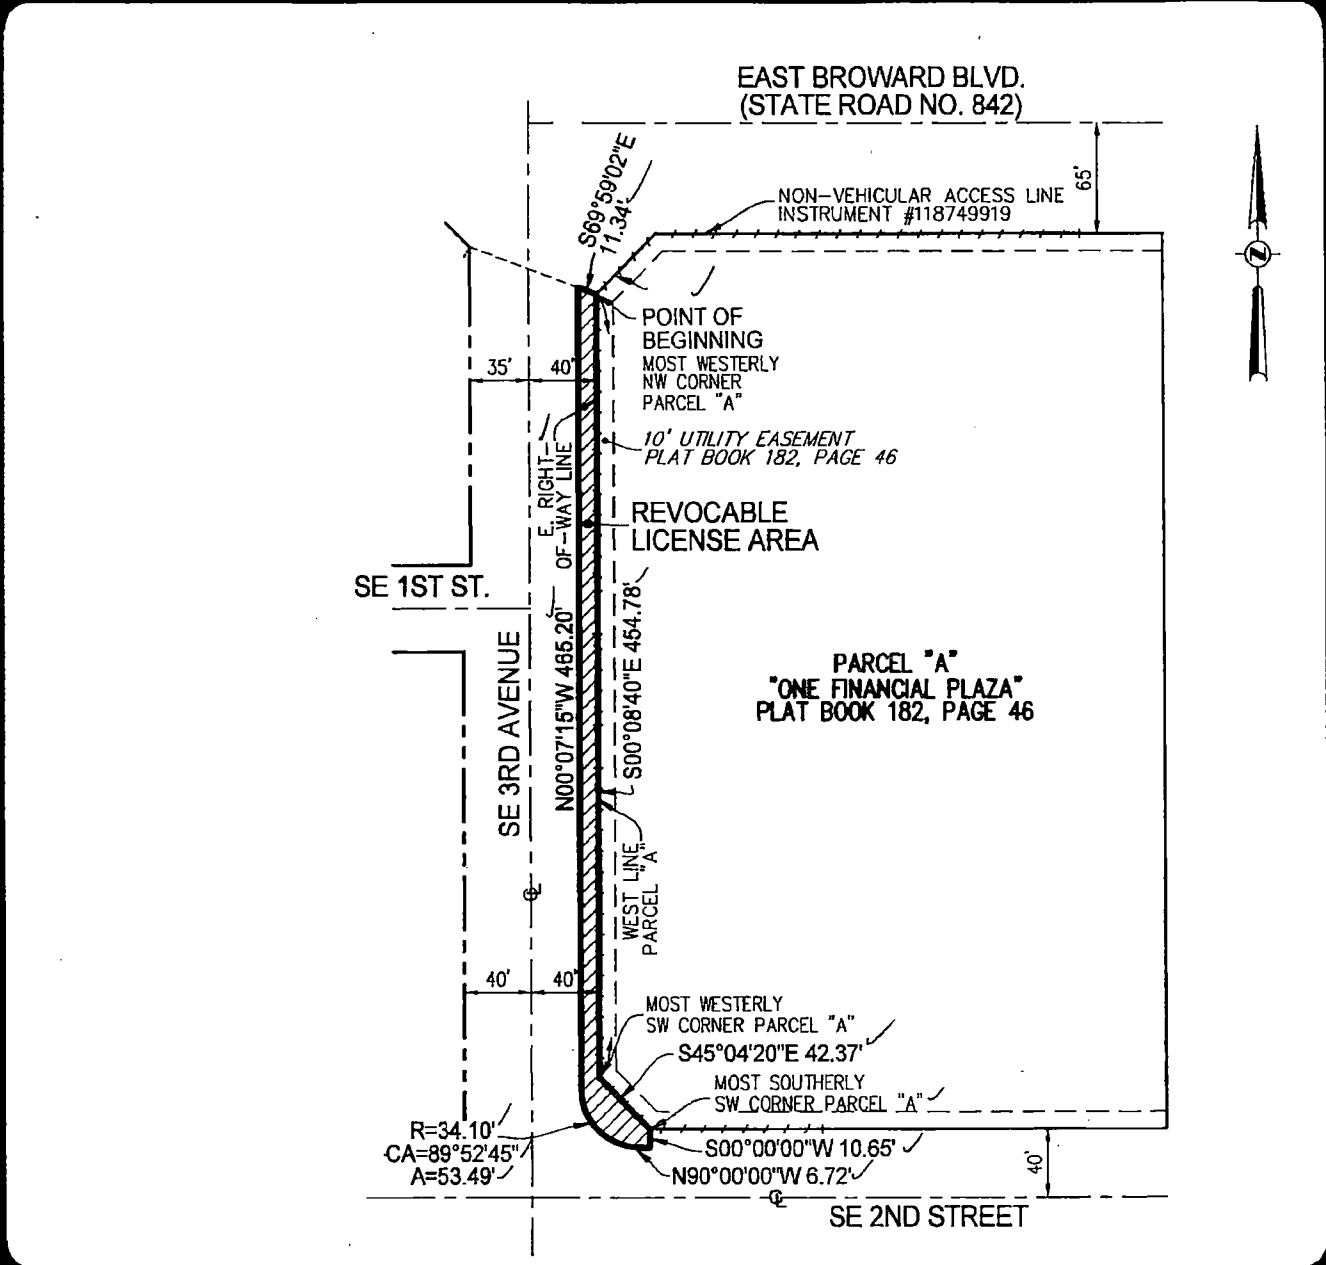 EAST BROWARD BLVD.
(STATE ROAD NO. 842)
65'
NON-VEHICULAR ACCESS LINE
INSTRUMENT #118749919
S69°59'02"E
11.34'
Z
POINT OF
BEGINNING
MOST WESTERLY
NW CORNER
PARCEL "A"
35'
40'
10' UTILITY EASEMENT
PLAT BOOK 182, PAGE 46
E. RIGHT-
OF-WAY LINE
REVOCABLE
LICENSE AREA
SE 1ST ST.
N00°07'15"W 465.20'
S00°08'40"E 454.78'
SE 3RD AVENUE
PARCEL "A"
"ONE FINANCIAL PLAZA"
PLAT BOOK 182, PAGE 46
WEST LINE
PARCEL "A"
CL
40'
40'
MOST WESTERLY
SW CORNER PARCEL "A"
S45°04'20"E 42.37'
MOST SOUTHERLY
SW CORNER PARCEL "A"
R=34.10'
CA=89°52'45"
A=53.49'
S00°00'00"W 10.65'
N90°00'00"W 6.72'
40'
CL
SE 2ND STREET